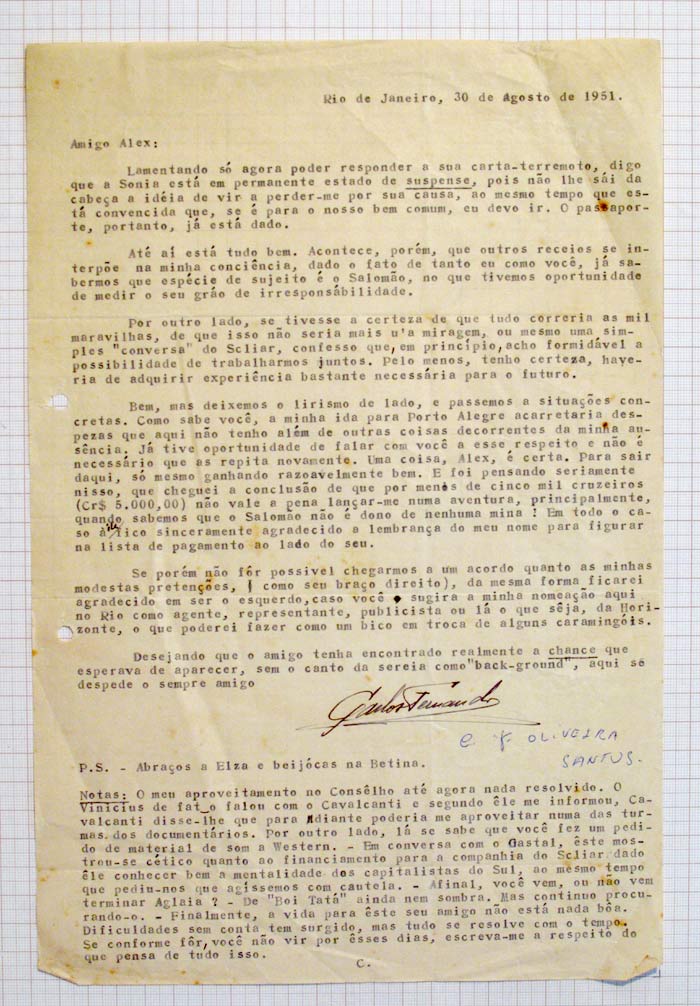 Rio de Janeiro, 30 de Agosto de 1951.
Amigo Alex:
Lamentando só agora poder responder a sua carta-terremoto, digo
que a Sonia está em permanente estado de suspense, pois não lhe sái da
cabeça a idéia de vir a perder-me por sua causa, ao mesmo tempo que es-
tá convencida que, se é para o nosso bem comum, eu devo ir. O passapor-
te, portanto, já está dado.
Até aí está tudo bem. Acontece, porém, que outros receios se in-
terpõe na minha conciência, dado o fato de tanto eu como você, já sa-
bermos que espécie de sujeito é o Salomão, no que tivemos oportunidade
de medir o seu gráo de irresponsábilidade.
Por outro lado, se tivesse a certeza de que tudo correria as mil
maravilhas, de que isso não seria mais u'a miragem, ou mesmo uma sim-
ples "conversa" do Scliar, confesso que, em princípio, acho formidável a
possibilidade de trabalharmos juntos. Pelo menos, tenho certeza, have-
ria de adquirir experiência bastante necessária para o futuro.
Bem, mas deixemos o lirismo de lado, e passemos a situações con-
cretas. Como sabe você, a minha ida para Porto Alegre acarretaria des-
pezas que aqui não tenho além de outras coisas decorrentes da minha au-
sência. Já tive oportunidade de falar com você a esse respeito e não é
necessário que as repita novamente. Uma coisa, Alex, é certa. Para sair
daqui, só mesmo ganhando razoavelmente bem. E foi pensando seriamente
nisso, que cheguei a conclusão de que por menos de cinco mil cruzeiros
(Cr$ 5.000,00) não vale a pena lançar-me numa aventura, principalmente,
quando sabemos que o Salomão não é dono de nenhuma mina ! Em todo o ca-
so fico sinceramente agradecido a lembrança do meu nome para figurar
na lista de pagamento ao lado do seu.
Se porém não fôr possivel chegarmos a um acordo quanto as minhas
modestas pretenções, ( como seu braço direito), da mesma forma ficarei
agradecido em ser o esquerdo, caso você sugira a minha nomeação aqui
no Rio como agente, representante, publicista ou lá o que sêja, da Hori-
zonte, o que poderei fazer como um bico em troca de alguns caramingóis.
Desejando que o amigo tenha encontrado realmente a chance que
esperava de aparecer, sem o canto da sereia como "back-ground", aqui se
despede o sempre amigo
Carlos Fernando
OLIVEIRA
SANTOS.
P.S. - Abraços a Elza e beijócas na Betina.
Notas: O meu aproveitamento no Consêlho até agora nada resolvido. O
Vinicius de fato falou com o Cavalcanti e segundo êle me informou, Ca-
valcanti disse-lhe que para adiante poderia me aproveitar numa das tur-
mas dos documentários. Por outro lado, lá se sabe que você fez um pedi-
do de material de som a Western. - Em conversa com o Gastal, êste mos-
trou-se cético quanto ao financiamento para a companhia do Scliar dado
êle conhecer bem a mentalidade dos capitalistas do Sul, ao mesmo tempo
que pediu-nos que agíssemos com cautela. - Afinal, você vem, ou não vem
terminar Aglaia ? - De "Boi Tatá" ainda nem sombra. Mas continuo procu-
rando-o. - Finalmente, a vida para êste seu amigo não está nada bôa.
Dificuldades sem conta tem surgido, mas tudo se resolve com o tempo.
Se conforme fôr, você não vir por êsses dias, escreva-me a respeito do
que pensa de tudo isso.
C.